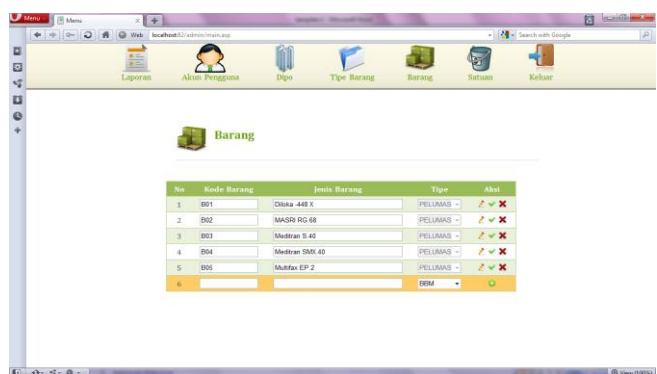 Menu
Menu
Web localhost:82/admin/main.asp
Search with Google
Laporan Akun Pengguna Dipo Tipe Barang Barang Satuan Keluar
Barang
No Kode Barang Jenis Barang Tipe Aksi
1 B01 Diloka -448 X PELUMAS
2 B02 MASRI RG 68 PELUMAS
3 B03 Meditran S 40 PELUMAS
4 B04 Meditran SMX 40 PELUMAS
5 B05 Multifax EP 2 PELUMAS
6 BBM
View (100%)